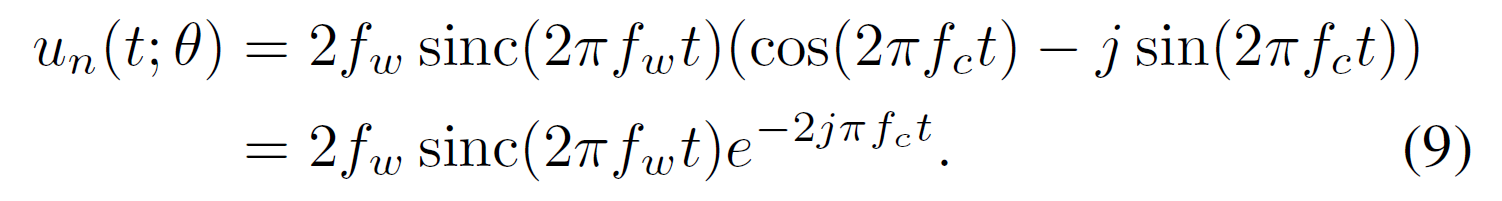 u_n(t; θ) = 2f_w sinc(2πf_w t)(cos(2πf_c t) − j sin(2πf_c t))
= 2f_w sinc(2πf_w t)e^{−2jπf_c t}. (9)